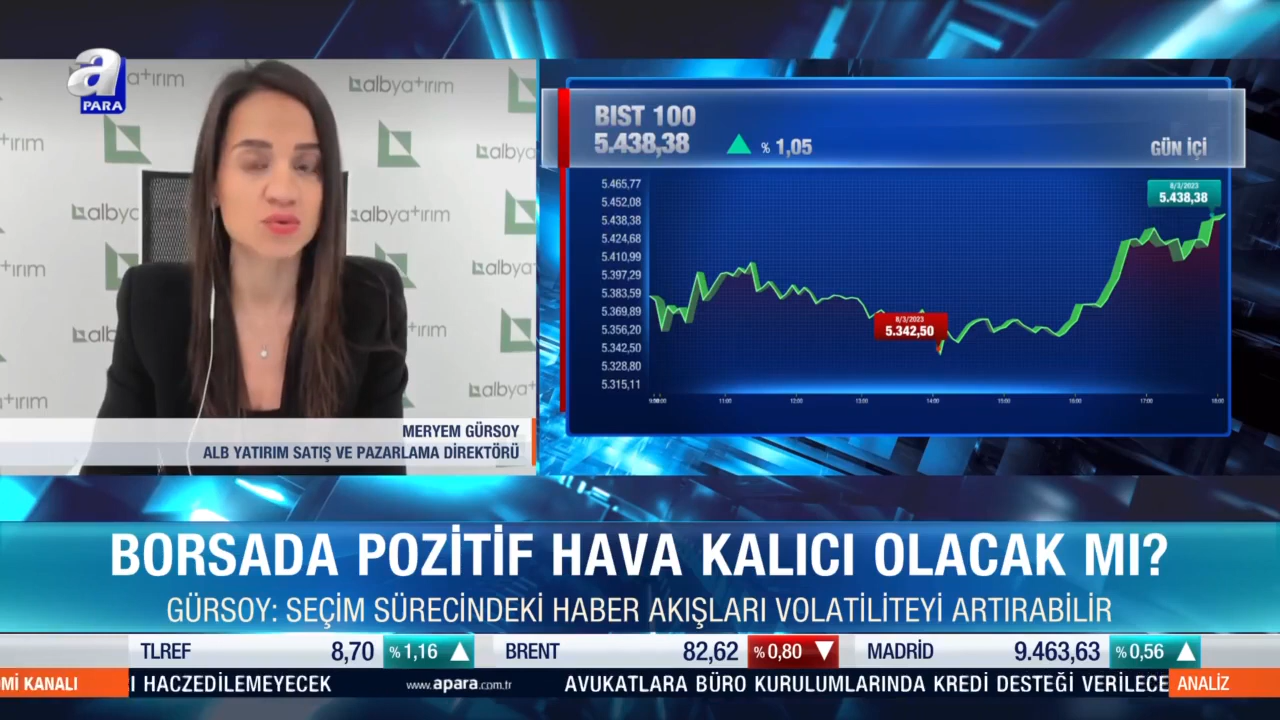 a
PARA
albyatırım
MERYEM GÜRSOY
ALB YATIRIM SATIŞ VE PAZARLAMA DİREKTÖRÜ
BIST 100
5.438,38
% 1,05
GÜN İÇİ
5.465,77
5.452,08
5.438,38
5.424,68
5.410,99
5.397,29
5.383,59
5.369,89
5.356,20
5.342,50
5.328,80
5.315,11
8/3/2023
5.438,38
8/3/2023
5.342,50
11:00 12:00 13:00 14:00 15:00 16:00 17:00 18:00
BORSADA POZİTİF HAVA KALICI OLACAK MI?
GÜRSOY: SEÇİM SÜRECİNDEKİ HABER AKIŞLARI VOLATİLİTEYİ ARTIRABİLİR
TLREF 8,70 % 1,16 BRENT 82,62 % 0,80 MADRİD 9.463,63 % 0,56
Mİ KANALI HACZEDİLEMEYECEK www.apara.com.tr AVUKATLARA BÜRO KURULUMLARINDA KREDİ DESTEĞİ VERİLECE ANALİZ